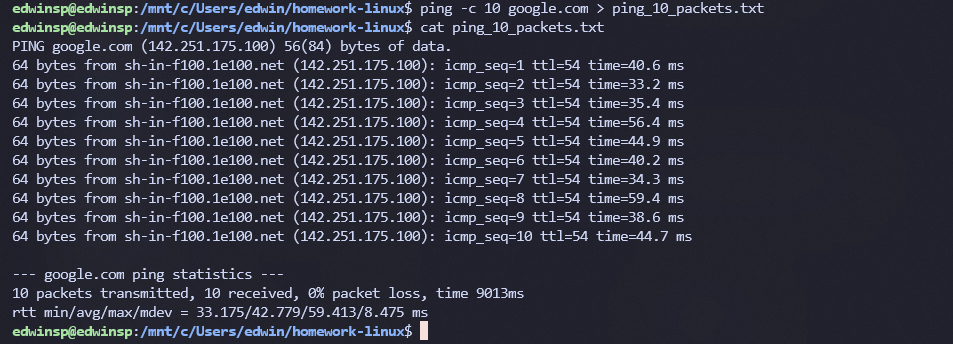 edwinsp@edwinsp:/mnt/c/Users/edwin/homework-linux$ ping -c 10 google.com > ping_10_packets.txt
edwinsp@edwinsp:/mnt/c/Users/edwin/homework-linux$ cat ping_10_packets.txt
PING google.com (142.251.175.100) 56(84) bytes of data.
64 bytes from sh-in-f100.1e100.net (142.251.175.100): icmp_seq=1 ttl=54 time=40.6 ms
64 bytes from sh-in-f100.1e100.net (142.251.175.100): icmp_seq=2 ttl=54 time=33.2 ms
64 bytes from sh-in-f100.1e100.net (142.251.175.100): icmp_seq=3 ttl=54 time=35.4 ms
64 bytes from sh-in-f100.1e100.net (142.251.175.100): icmp_seq=4 ttl=54 time=56.4 ms
64 bytes from sh-in-f100.1e100.net (142.251.175.100): icmp_seq=5 ttl=54 time=44.9 ms
64 bytes from sh-in-f100.1e100.net (142.251.175.100): icmp_seq=6 ttl=54 time=40.2 ms
64 bytes from sh-in-f100.1e100.net (142.251.175.100): icmp_seq=7 ttl=54 time=34.3 ms
64 bytes from sh-in-f100.1e100.net (142.251.175.100): icmp_seq=8 ttl=54 time=59.4 ms
64 bytes from sh-in-f100.1e100.net (142.251.175.100): icmp_seq=9 ttl=54 time=38.6 ms
64 bytes from sh-in-f100.1e100.net (142.251.175.100): icmp_seq=10 ttl=54 time=44.7 ms

--- google.com ping statistics ---
10 packets transmitted, 10 received, 0% packet loss, time 9013ms
rtt min/avg/max/mdev = 33.175/42.779/59.413/8.475 ms
edwinsp@edwinsp:/mnt/c/Users/edwin/homework-linux$